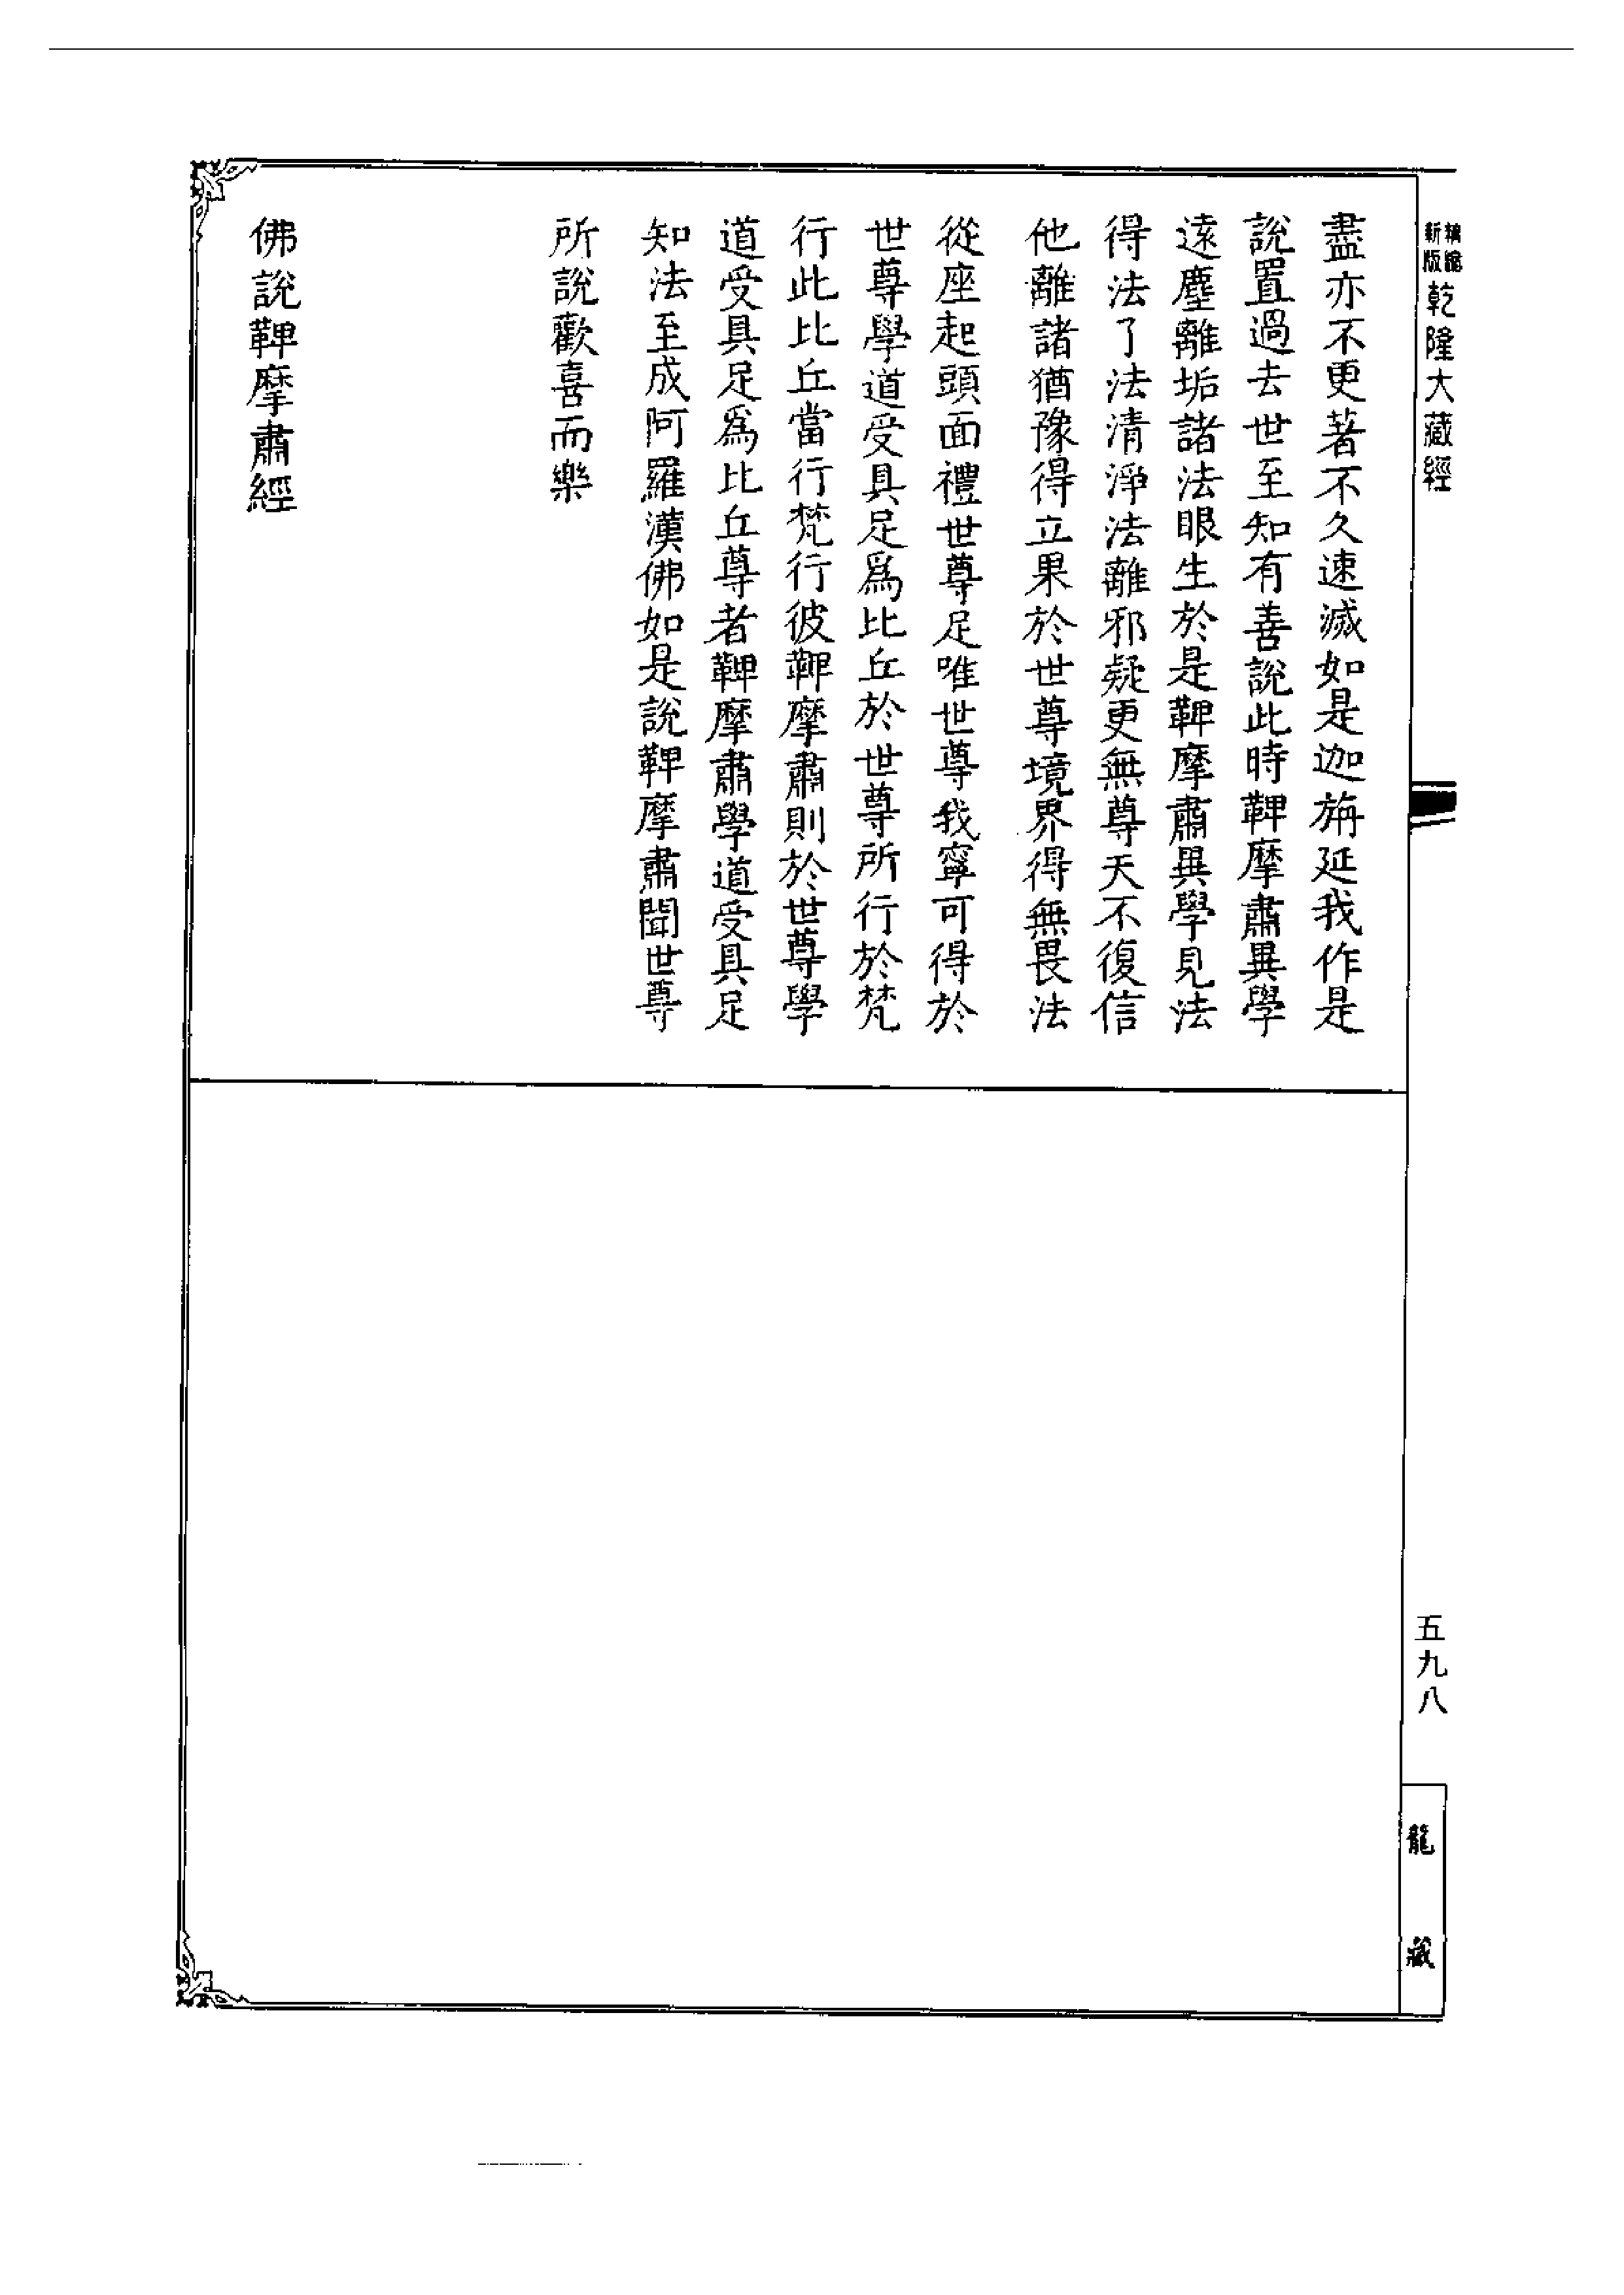 新版 精縮 乾隆大藏經
盡亦不更著不久速滅如是迦旃延我作是
說置過去世至知有善說此時鞞摩肅異學
遠塵離垢諸法眼生於是鞞摩肅異學見法
得法了法清淨法離邪疑更無尊天不復信
他離諸猶豫得立果於世尊境界得無畏法
從座起頭面禮世尊足唯世尊我寧可得於
世尊學道受具足爲比丘於世尊所行於梵
行此比丘當行梵行彼鞞摩肅則於世尊學
道受具足爲比丘尊者鞞摩肅學道受具足
知法至成阿羅漢佛如是說鞞摩肅聞世尊
所說歡喜而樂
佛說鞞摩肅經
五九八
龍藏